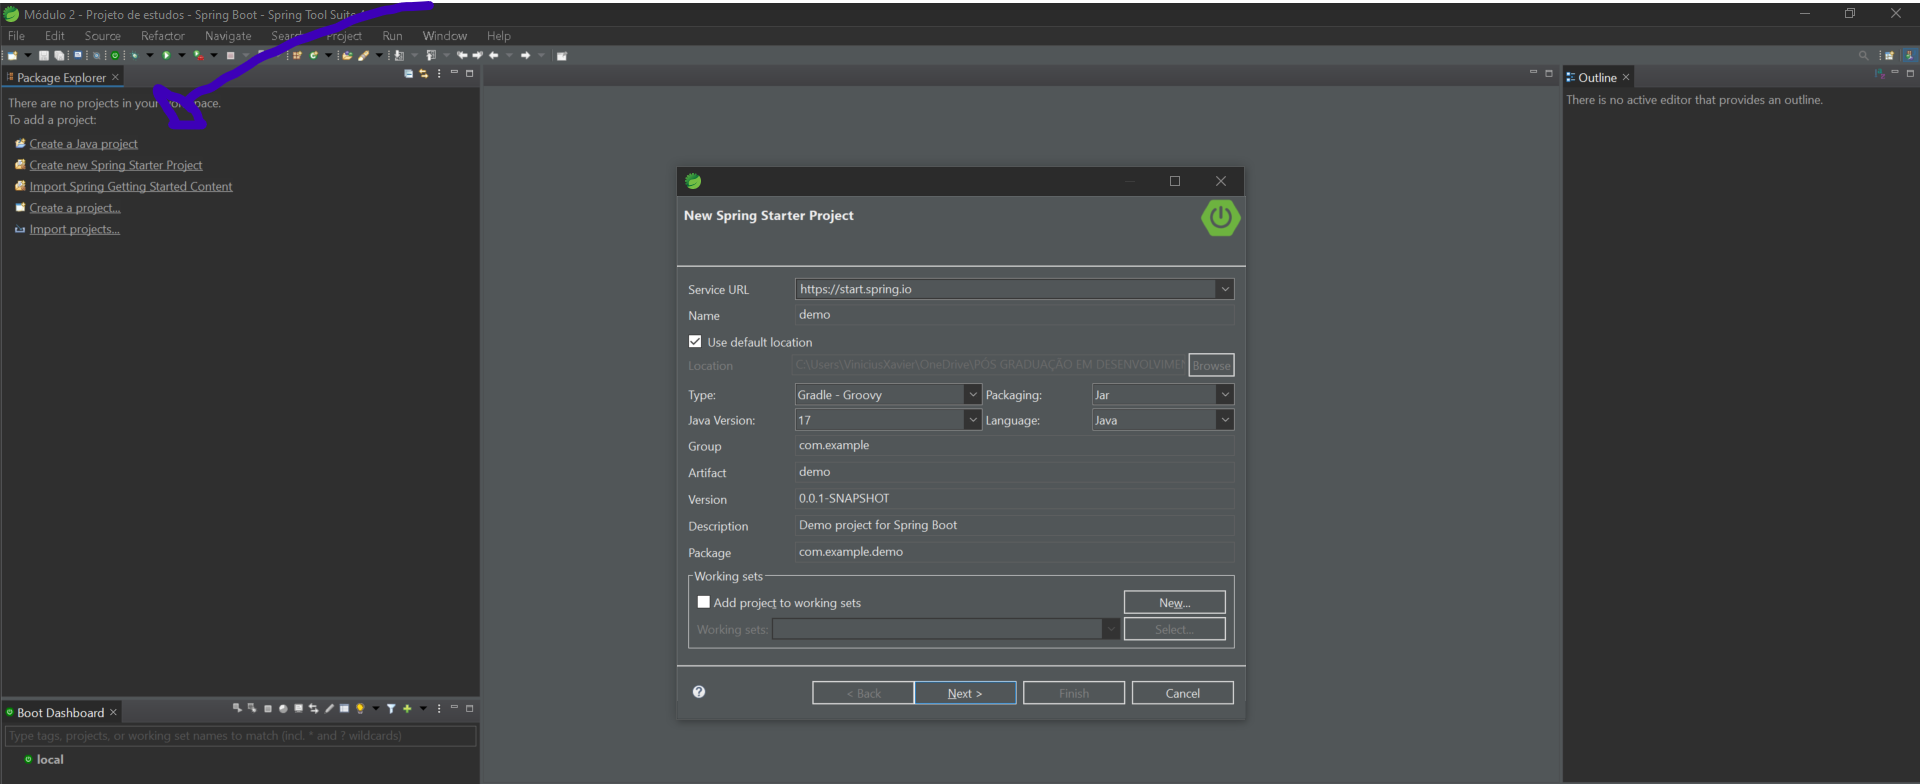 Módulo 2 - Projeto de estudos - Spring Boot - Spring Tool Suite
File Edit Source Refactor Navigate Search Project Run Window Help
Package Explorer
Outline
There are no projects in your workspace.
To add a project:
Create a Java project
Create new Spring Starter Project
Import Spring Getting Started Content
Create a project...
Import projects...
There is no active editor that provides an outline.
New Spring Starter Project
Service URL https://start.spring.io
Name demo
Use default location
Location C:\Users\ViniciusXavier\OneDrive\PÓS GRADUAÇÃO EM DESENVOLVIME Browse
Type: Gradle - Groovy Packaging: Jar
Java Version: 17 Language: Java
Group com.example
Artifact demo
Version 0.0.1-SNAPSHOT
Description Demo project for Spring Boot
Package com.example.demo
Working sets
Add project to working sets New...
Working sets: Select...
< Back Next > Finish Cancel
Boot Dashboard
Type tags, projects, or working set names to match (incl. * and ? wildcards)
local